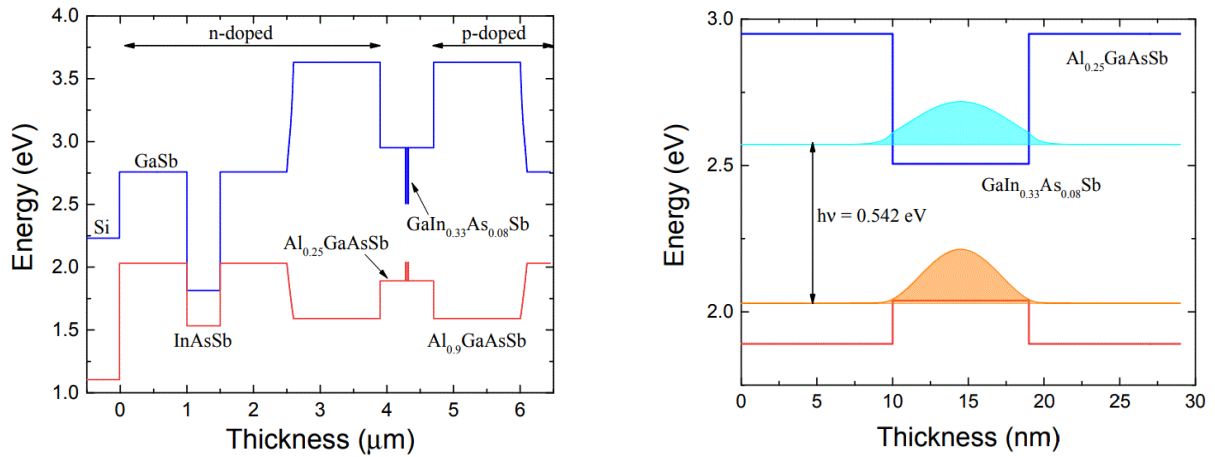 n-doped
p-doped
GaSb
Si
InAsSb
GaIn0.33As0.08Sb
Al0.25GaAsSb
Al0.9GaAsSb
4.0
3.5
3.0
2.5
2.0
1.5
1.0
Energy (eV)
0 1 2 3 4 5 6
Thickness (μm)
3.0
2.5
2.0
Energy (eV)
Al0.25GaAsSb
GaIn0.33As0.08Sb
hν = 0.542 eV
0 5 10 15 20 25 30
Thickness (nm)